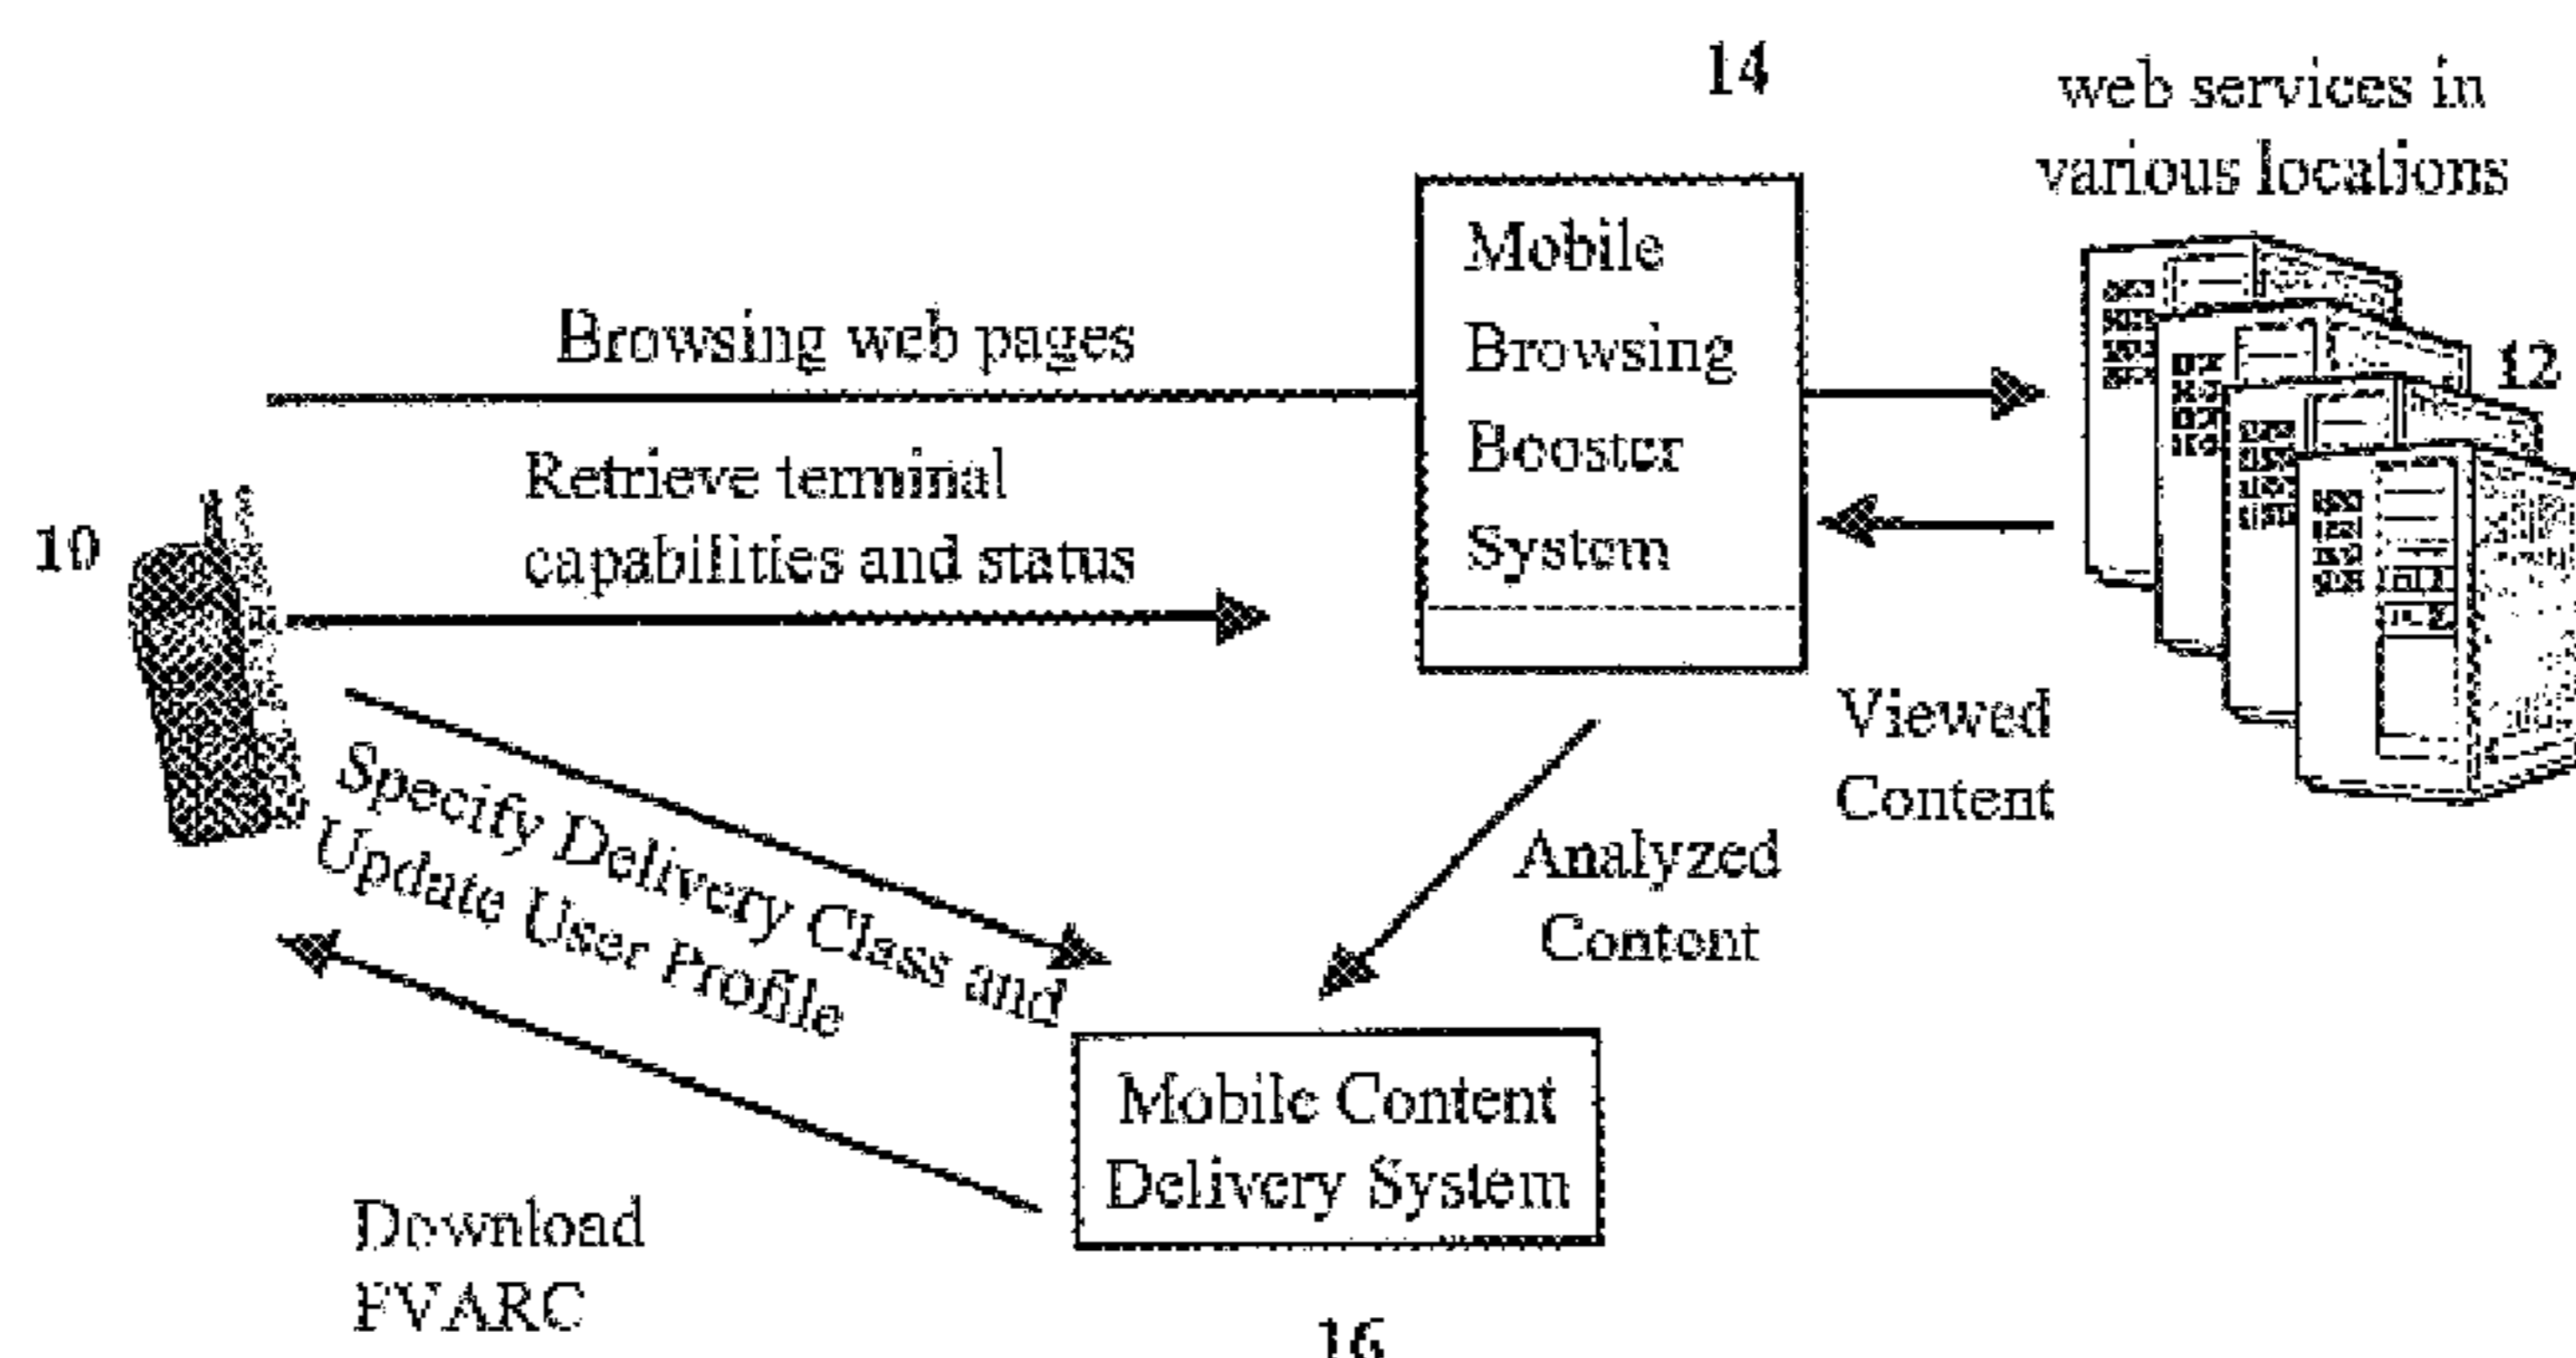 14
web services in
various locations
Mobile
Browsing
Booster
System
12
Browsing web pages
Retrieve terminal
capabilities and status
10
Specify Delivery Class and
Update User Profile
Viewed
Content
Analyzed
Content
Mobile Content
Delivery System
Download
FVARC
16